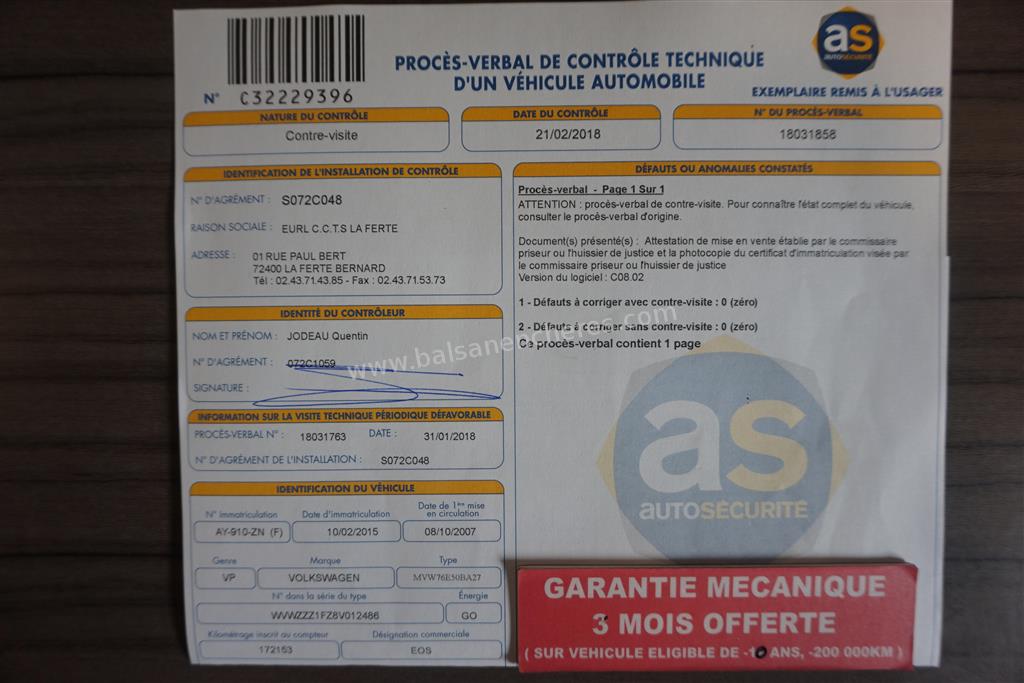 PROCÈS-VERBAL DE CONTRÔLE TECHNIQUE
D'UN VÉHICULE AUTOMOBILE
as
AUTOSÉCURITÉ
N° C32229396
EXEMPLAIRE REMIS À L'USAGER
NATURE DU CONTRÔLE
Contre-visite
DATE DU CONTRÔLE
21/02/2018
N° DU PROCÈS-VERBAL
18031858
IDENTIFICATION DE L'INSTALLATION DE CONTRÔLE
N° D'AGRÉMENT : S072C048
RAISON SOCIALE : EURL C.C.T.S LA FERTE
ADRESSE : 01 RUE PAUL BERT
72400 LA FERTE BERNARD
Tél : 02.43.71.43.85 - Fax : 02.43.71.53.73
IDENTITÉ DU CONTRÔLEUR
NOM ET PRÉNOM : JODEAU Quentin
N° D'AGRÉMENT : 072C1059
SIGNATURE :
INFORMATION SUR LA VISITE TECHNIQUE PÉRIODIQUE DÉFAVORABLE
PROCÈS-VERBAL N° : 18031763 DATE : 31/01/2018
N° D'AGRÉMENT DE L'INSTALLATION : S072C048
IDENTIFICATION DU VÉHICULE
N° immatriculation Date d'immatriculation Date de 1ère mise
en circulation
AY-910-ZN (F) 10/02/2015 08/10/2007
Genre Marque Type
VP VOLKSWAGEN MVW76E50BA27
N° dans la série du type Énergie
WVWZZZ1FZ8V012486 GO
Kilométrage inscrit au compteur Désignation commerciale
172153 EOS
DÉFAUTS OU ANOMALIES CONSTATÉS
Procès-verbal - Page 1 Sur 1
ATTENTION : procès-verbal de contre-visite. Pour connaître l'état complet du véhicule,
consulter le procès-verbal d'origine.
Document(s) présenté(s) : Attestation de mise en vente établie par le commissaire
priseur ou l'huissier de justice et la photocopie du certificat d'immatriculation visée par
le commissaire priseur ou l'huissier de justice
Version du logiciel : C08.02
1 - Défauts à corriger avec contre-visite : 0 (zéro)
2 - Défauts à corriger sans contre-visite : 0 (zéro)
Ce procès-verbal contient 1 page
www.balsanencheres.com
as
AUTOSÉCURITÉ
GARANTIE MECANIQUE
3 MOIS OFFERTE
( SUR VEHICULE ELIGIBLE DE -10 ANS, -200 000KM )